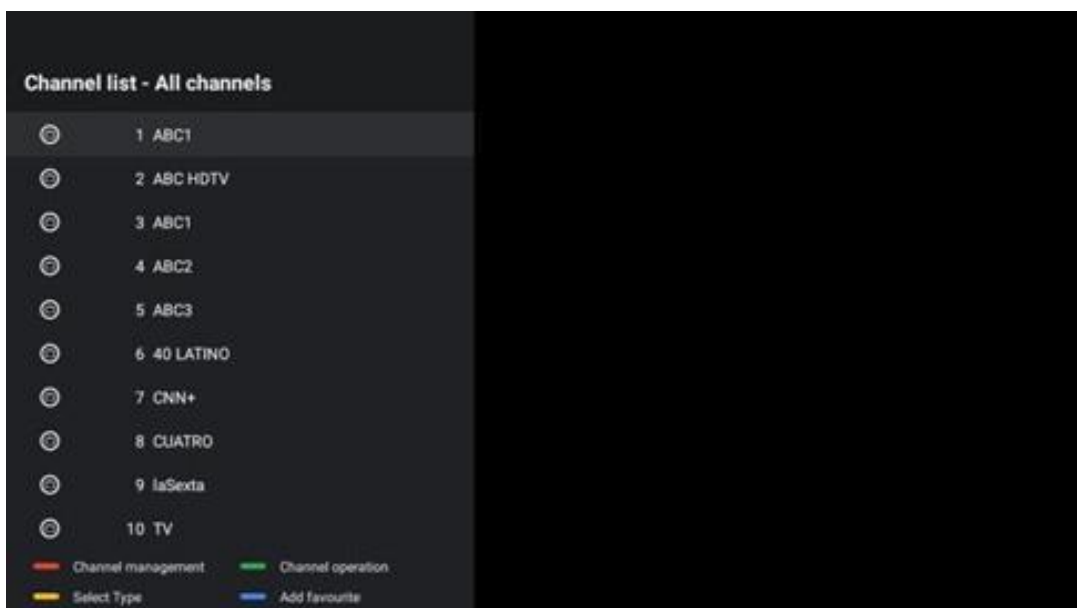 Channel list - All channels
1 ABC1
2 ABC HDTV
3 ABC1
4 ABC2
5 ABC3
6 40 LATINO
7 CNN+
8 CUATRO
9 laSexta
10 TV
Channel management Channel operation
Select Type Add favourite